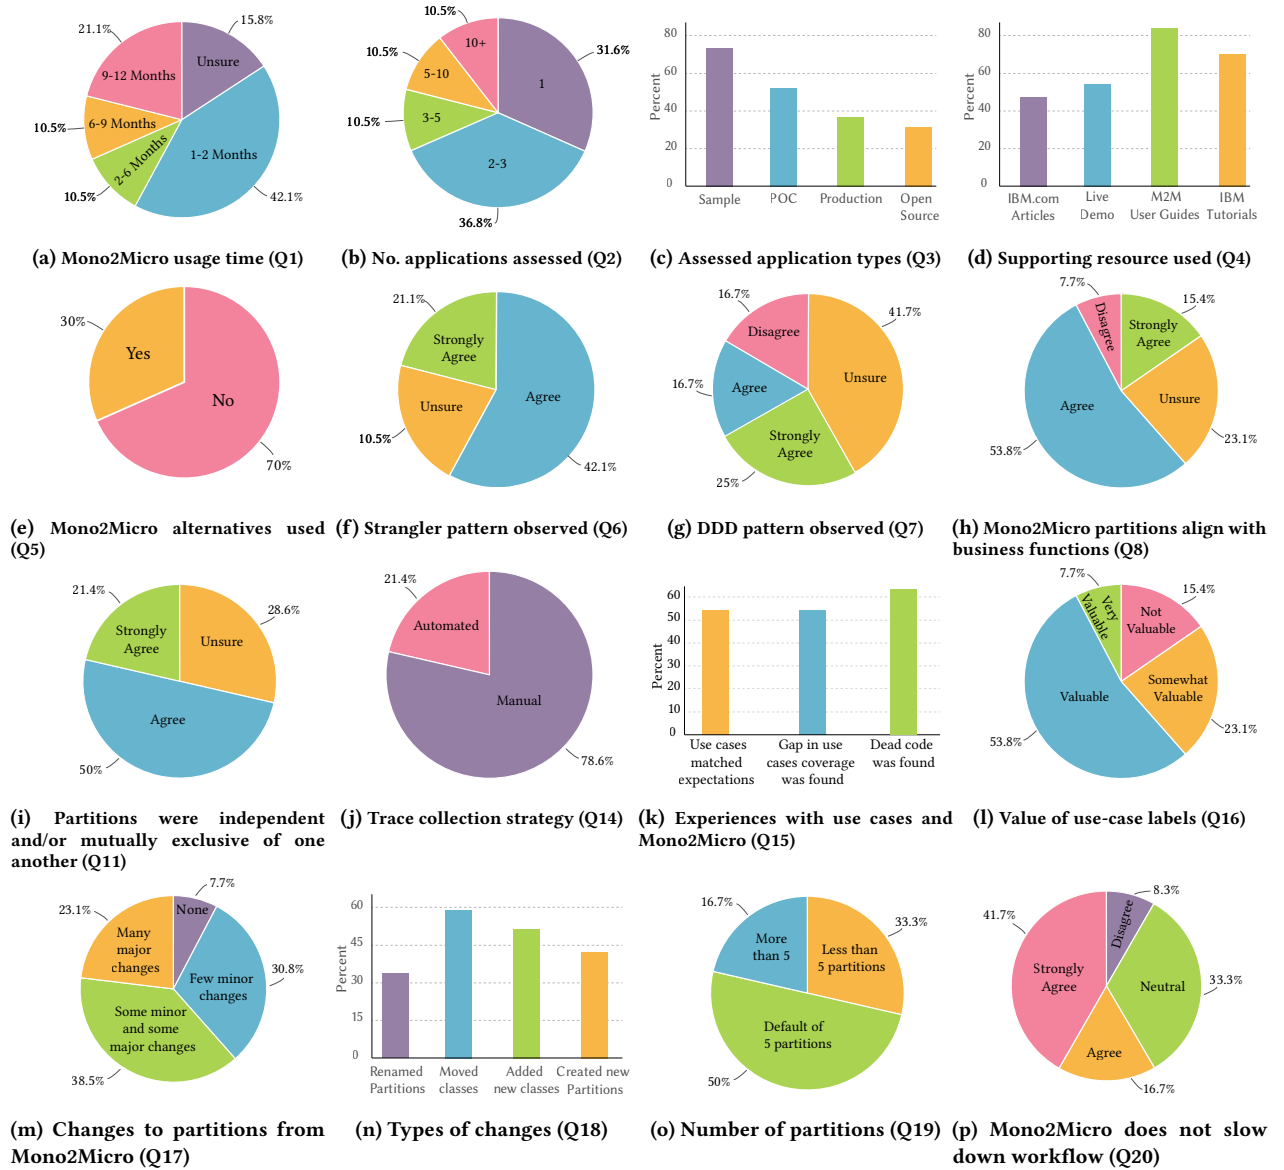 21.1%
15.8%
Unsure
9-12 Months
6-9 Months
10.5%
2-6 Months
10.5%
1-2 Months
42.1%
(a) Mono2Micro usage time (Q1)
10.5%
10+
31.6%
10.5%
5-10
1
10.5%
3-5
2-3
36.8%
(b) No. applications assessed (Q2)
Percent
80
60
40
20
0
Sample
POC
Production
Open
Source
(c) Assessed application types (Q3)
Percent
80
60
40
20
0
IBM.com
Articles
Live
Demo
M2M
User Guides
IBM
Tutorials
(d) Supporting resource used (Q4)
30%
Yes
No
70%
(e) Mono2Micro alternatives used
(Q5)
21.1%
Strongly
Agree
Agree
Unsure
10.5%
42.1%
(f) Strangler pattern observed (Q6)
16.7%
41.7%
Disagree
Unsure
16.7%
Agree
Strongly
Agree
25%
(g) DDD pattern observed (Q7)
7.7%
15.4%
Disagree
Strongly
Agree
Agree
Unsure
53.8%
23.1%
(h) Mono2Micro partitions align with
business functions (Q8)
21.4%
28.6%
Strongly
Agree
Unsure
Agree
50%
(i) Partitions were independent
and/or mutually exclusive of one
another (Q11)
21.4%
Automated
Manual
78.6%
(j) Trace collection strategy (Q14)
Percent
60
50
40
30
20
10
0
Use cases
matched
expectations
Gap in use
cases coverage
was found
Dead code
was found
(k) Experiences with use cases and
Mono2Micro (Q15)
7.7%
15.4%
Very
Valuable
Not
Valuable
Valuable
Somewhat
Valuable
53.8%
23.1%
(l) Value of use-case labels (Q16)
7.7%
23.1%
None
Many
major
changes
Few minor
changes
30.8%
Some minor
and some
major changes
38.5%
(m) Changes to partitions from
Mono2Micro (Q17)
Percent
60
45
30
15
0
Renamed
Partitions
Moved
classes
Added
new classes
Created new
Partitions
(n) Types of changes (Q18)
16.7%
33.3%
More
than 5
Less than
5 partitions
Default of
5 partitions
50%
(o) Number of partitions (Q19)
8.3%
41.7%
Disagree
Strongly
Agree
Neutral
33.3%
Agree
16.7%
(p) Mono2Micro does not slow
down workflow (Q20)